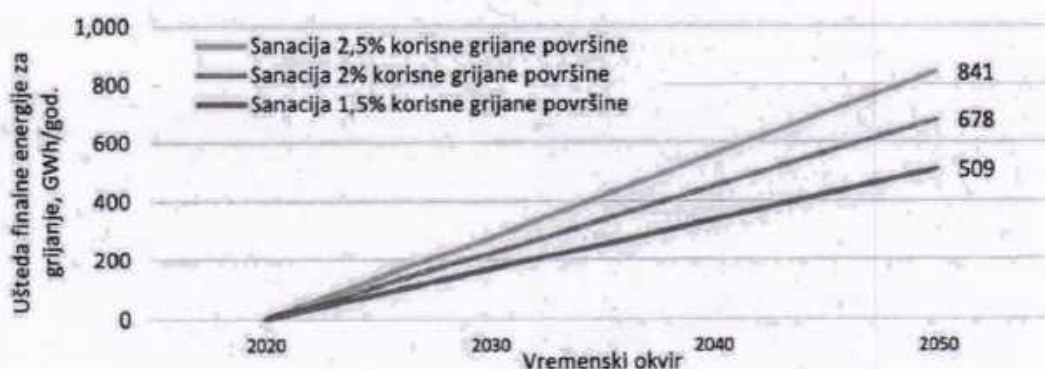 1,000
800
600
400
200
0
Ušteda finalne energije za
grijanje, GWh/god.
Sanacija 2,5% korisne grijane površine
Sanacija 2% korisne grijane površine
Sanacija 1,5% korisne grijane površine
841
678
509
2020
2030
2040
2050
Vremenski okvir